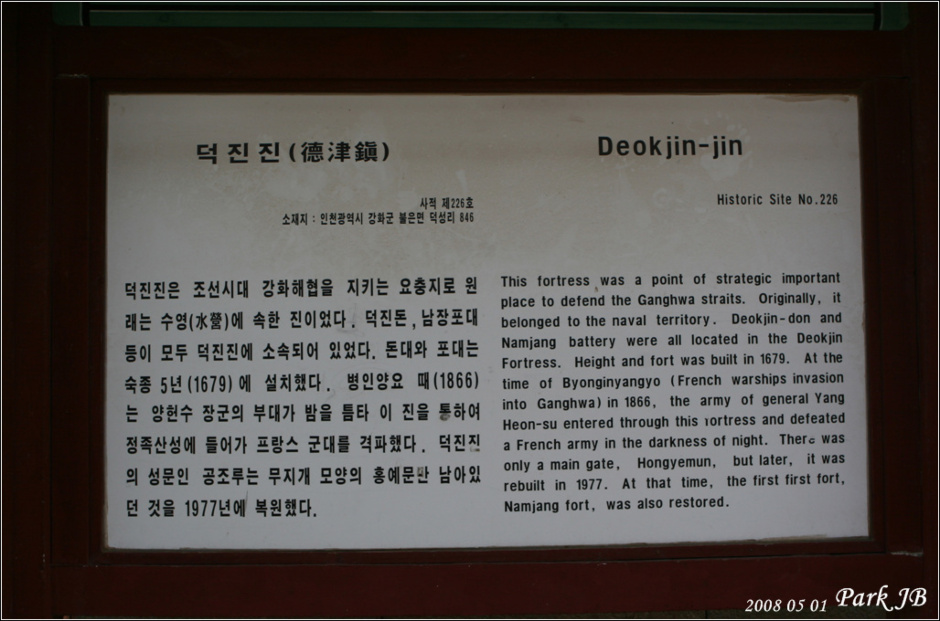 덕진진(德津鎭)
사적 제226호
소재지 : 인천광역시 강화군 불은면 덕성리 846
덕진진은 조선시대 강화해협을 지키는 요충지로 원
래는 수영(水營)에 속한 진이었다. 덕진돈,남장포대
등이 모두 덕진진에 소속되어 있었다. 돈대와 포대는
숙종 5년(1679)에 설치했다. 병인양요 때(1866)
는 양헌수 장군의 부대가 밤을 틈타 이 진을 통하여
정족산성에 들어가 프랑스 군대를 격파했다. 덕진진
의 성문인 공조루는 무지개 모양의 홍예문만 남아있
던 것을 1977년에 복원했다.
Deokjin-jin
Historic Site No.226
This fortress was a point of strategic important
place to defend the Ganghwa straits. Originally, it
belonged to the naval territory. Deokjin-don and
Namjang battery were all located in the Deokjin
Fortress. Height and fort was built in 1679. At the
time of Byonginyangyo (French warships invasion
into Ganghwa) in 1866, the army of general Yang
Heon-su entered through this fortress and defeated
a French army in the darkness of night. There was
only a main gate, Hongyemun, but later, it was
rebuilt in 1977. At that time, the first first fort,
Namjang fort, was also restored.
2008 05 01 Park JB